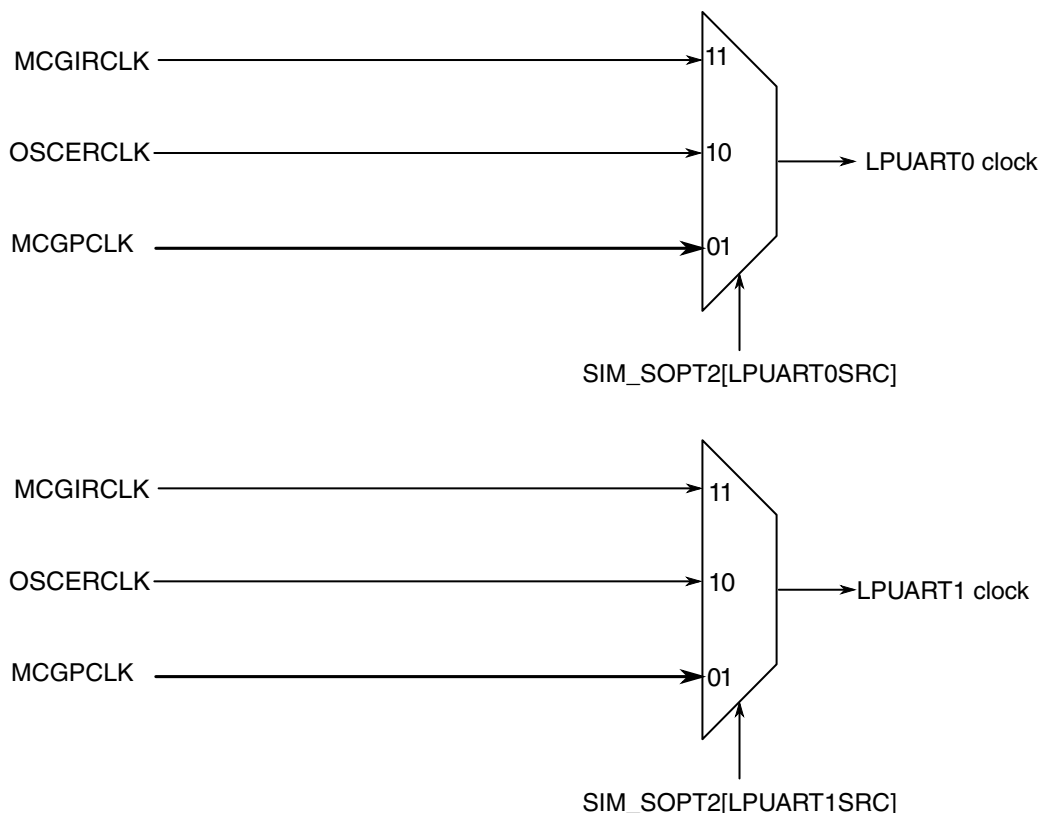 MCGIRCLK
11
OSCERCLK
10
LPUART0 clock
MCGPCLK
01
SIM_SOPT2[LPUART0SRC]
MCGIRCLK
11
OSCERCLK
10
LPUART1 clock
MCGPCLK
01
SIM_SOPT2[LPUART1SRC]